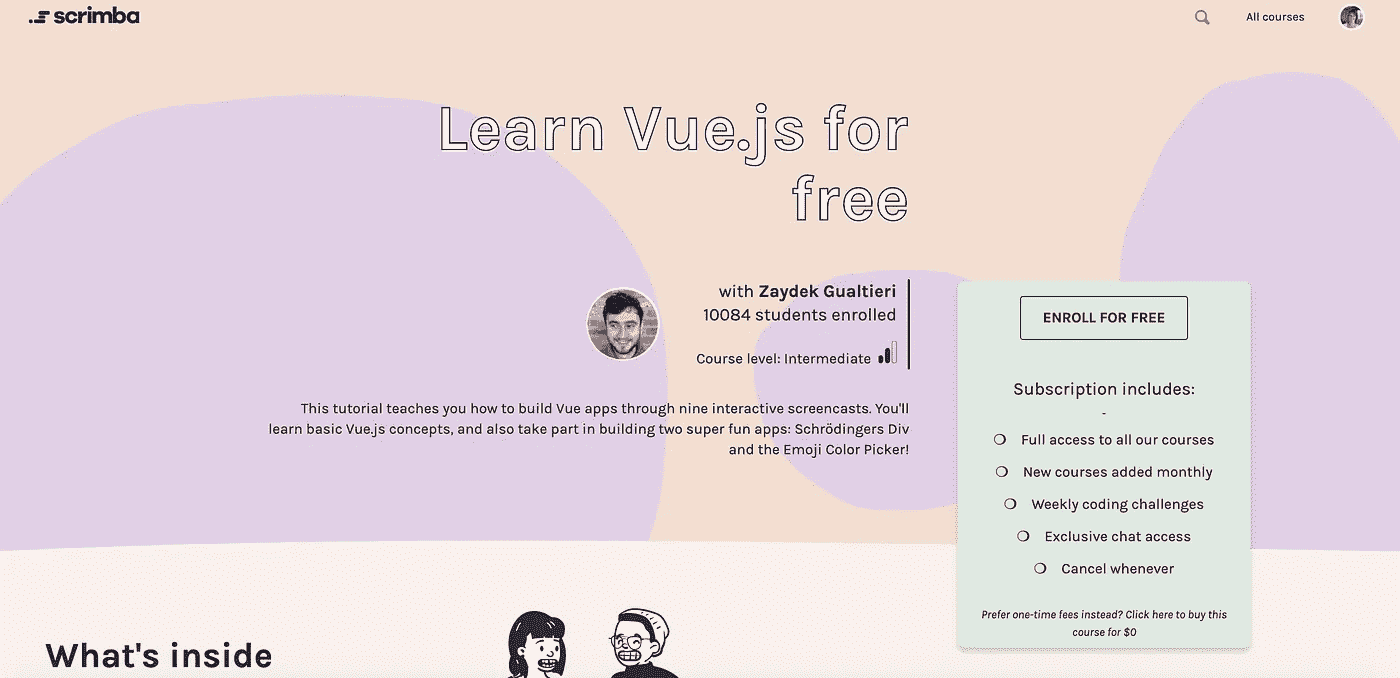 scrimba
All courses
Learn Vue.js for
free
with Zaydek Gualtieri
10084 students enrolled
Course level: Intermediate
This tutorial teaches you how to build Vue apps through nine interactive screencasts. You'll
learn basic Vue.js concepts, and also take part in building two super fun apps: Schrödingers Div
and the Emoji Color Picker!
ENROLL FOR FREE
Subscription includes:
-
Full access to all our courses
New courses added monthly
Weekly coding challenges
Exclusive chat access
Cancel whenever
Prefer one-time fees instead? Click here to buy this
course for $0
What's inside